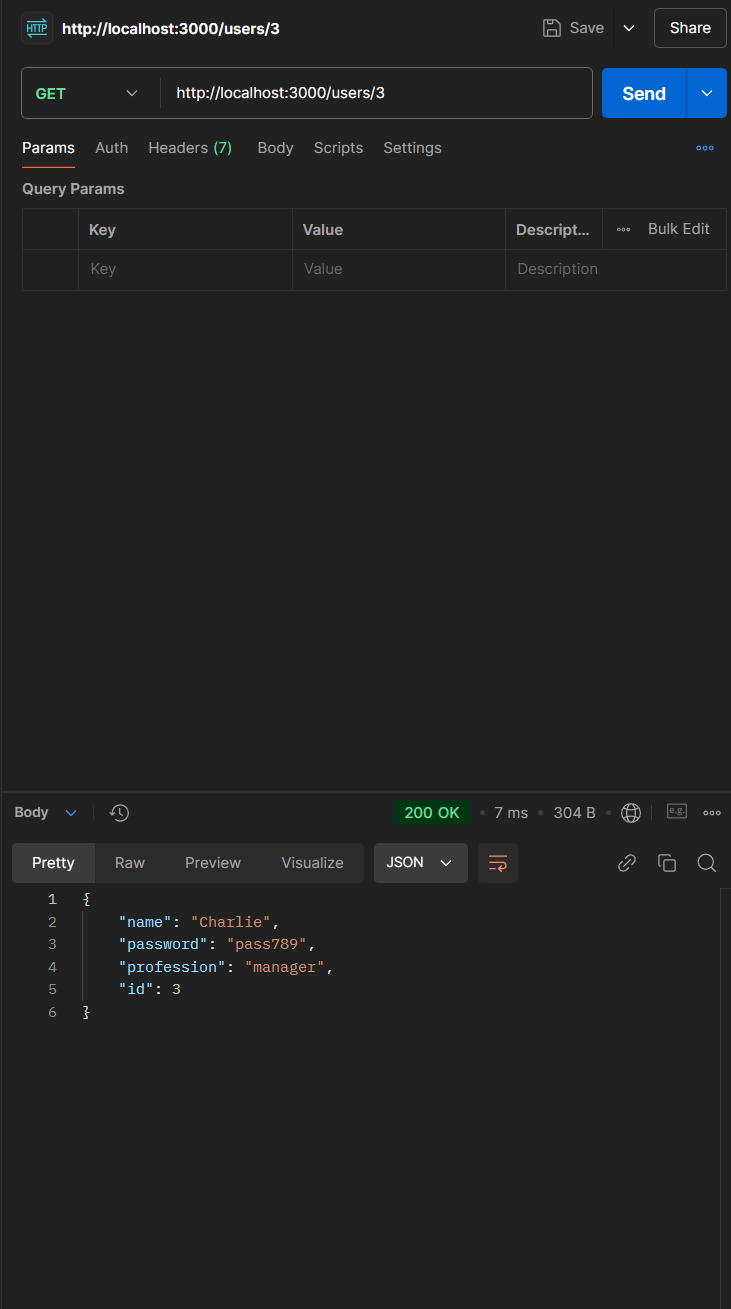 HTTP http://localhost:3000/users/3 Save Share
GET http://localhost:3000/users/3 Send
Params Auth Headers (7) Body Scripts Settings
Query Params
Key Value Descript... Bulk Edit
Key Value Description
Body 200 OK • 7 ms • 304 B • e.g.
Pretty Raw Preview Visualize JSON
1 {
2 "name": "Charlie",
3 "password": "pass789",
4 "profession": "manager",
5 "id": 3
6 }